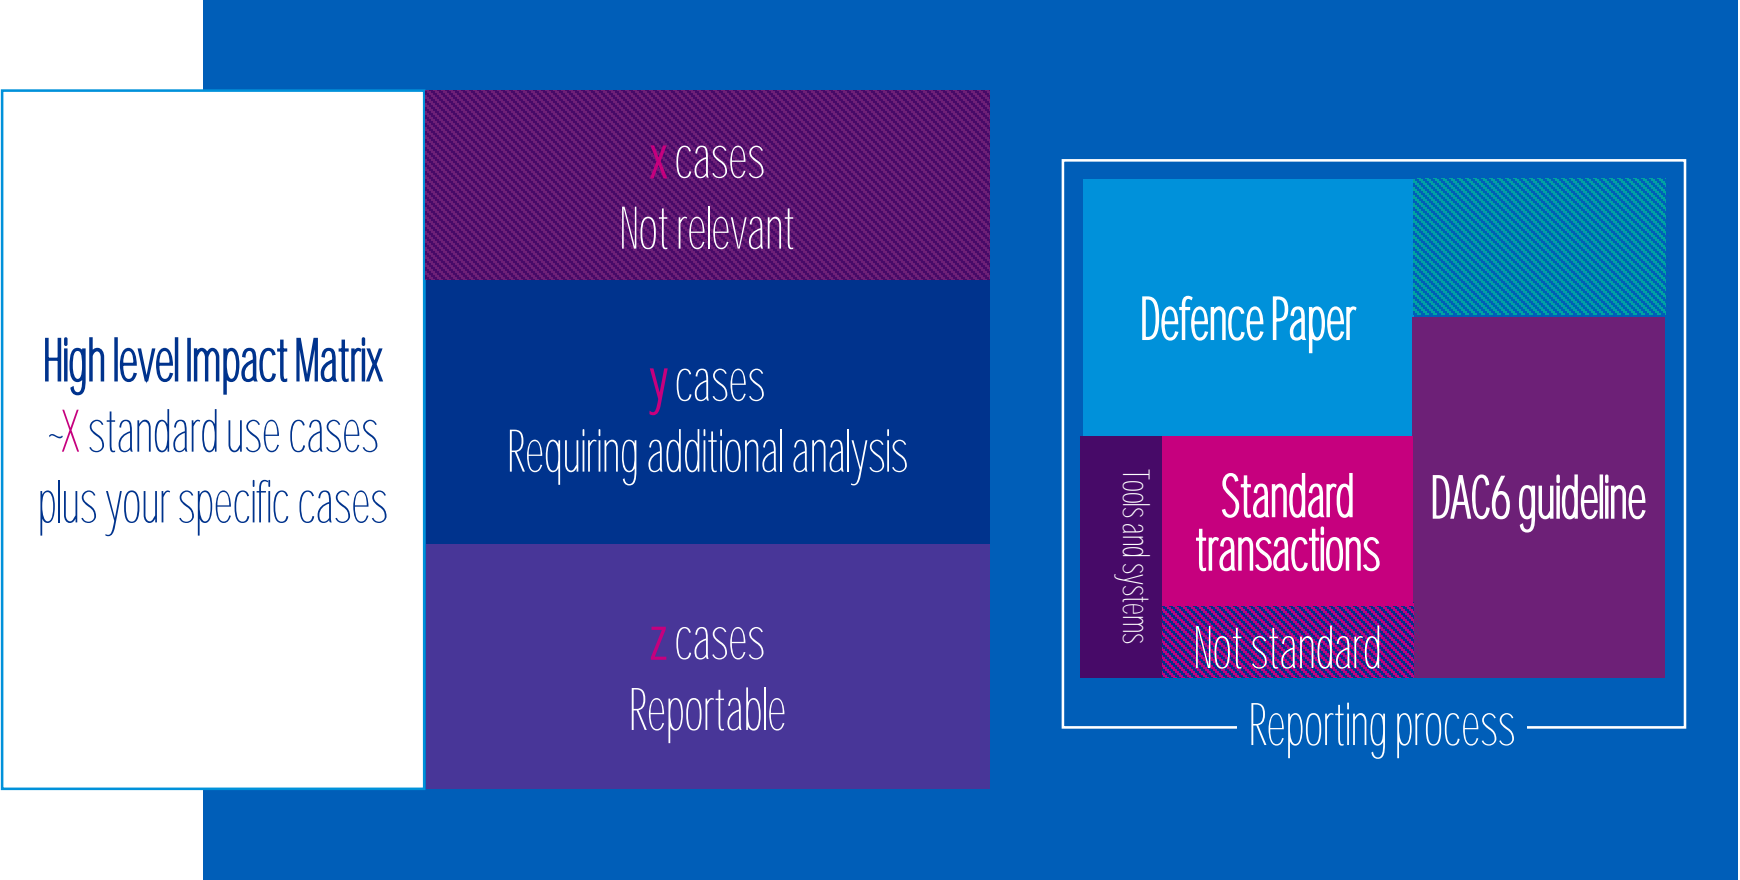 High level Impact Matrix
~X standard use cases
plus your specific cases
x cases
Not relevant
y cases
Requiring additional analysis
z cases
Reportable
Defence Paper
Tools and systems
Standard
transactions
Not standard
DAC6 guideline
Reporting process